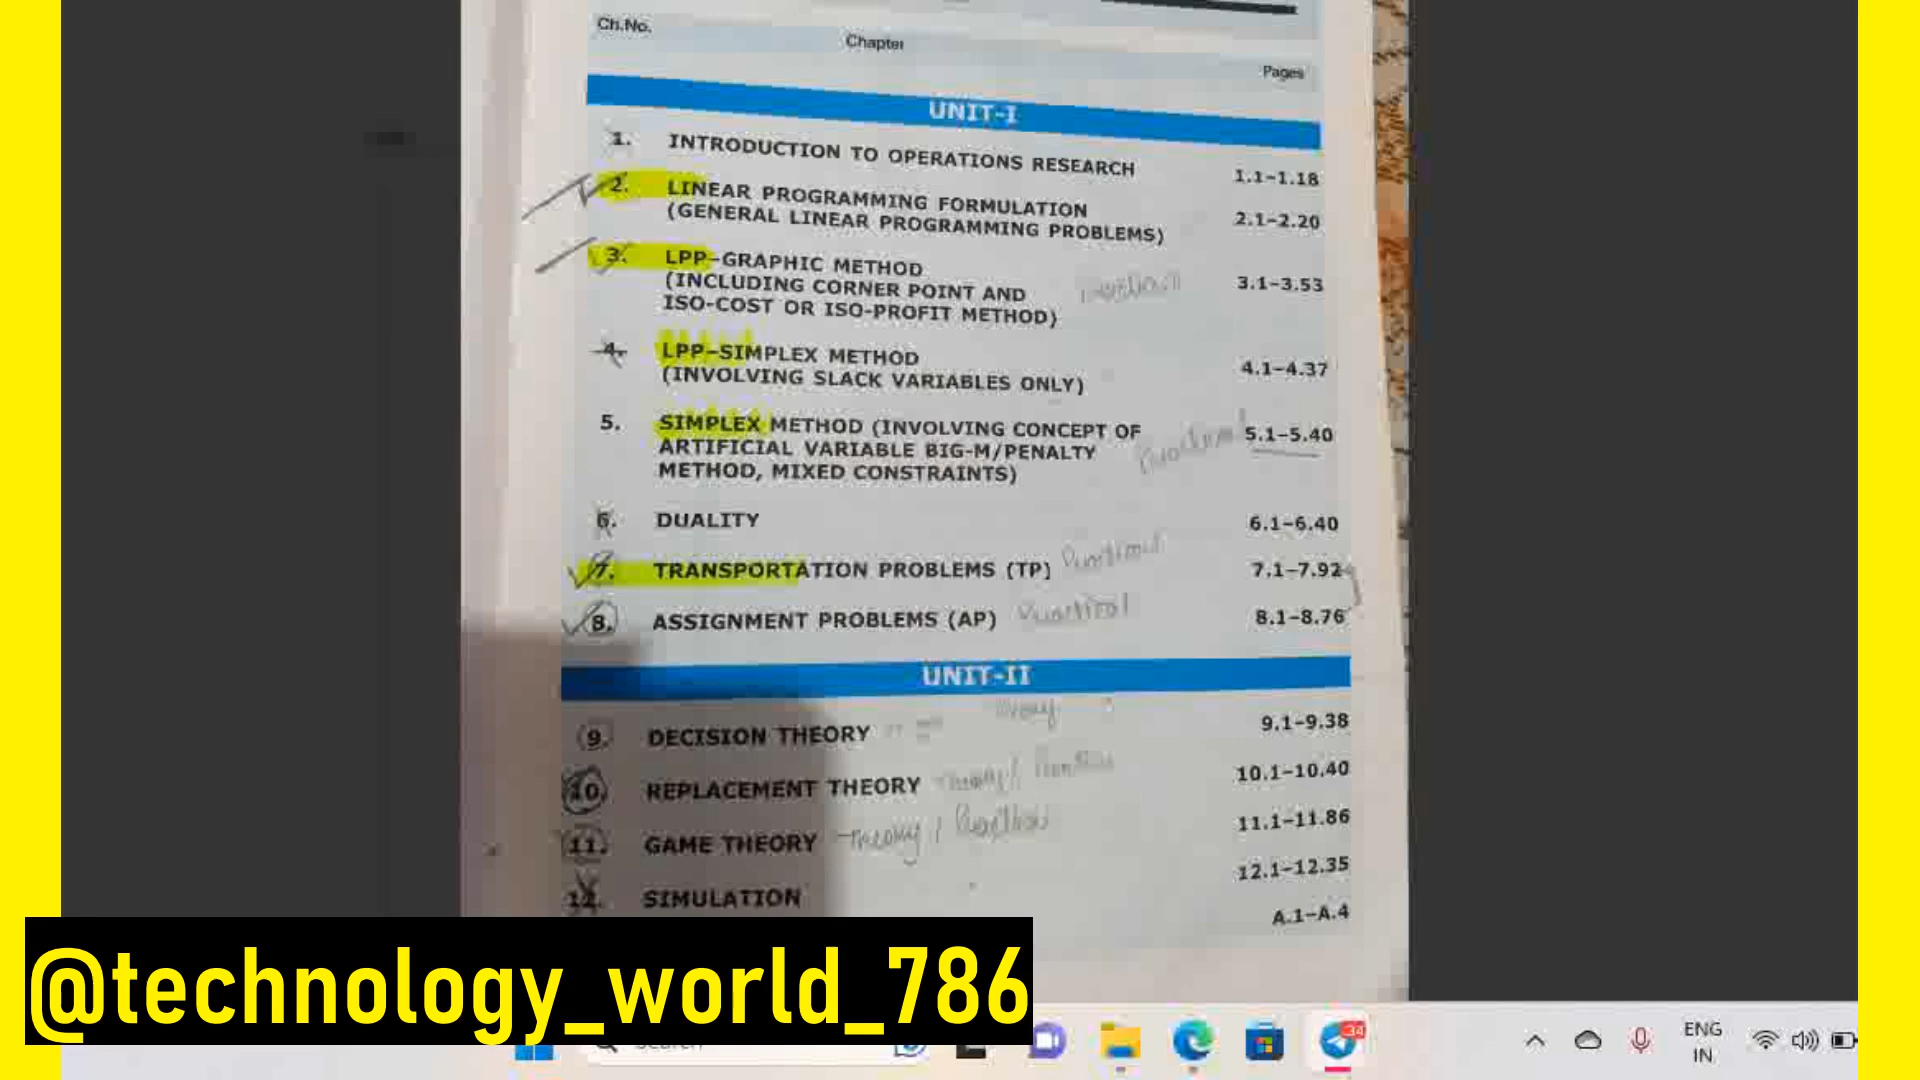 Ch.No.
Chapter
Pages
UNIT-I
1. INTRODUCTION TO OPERATIONS RESEARCH 1.1–1.18
2. LINEAR PROGRAMMING FORMULATION
(GENERAL LINEAR PROGRAMMING PROBLEMS) 2.1–2.20
3. LPP–GRAPHIC METHOD
(INCLUDING CORNER POINT AND 3.1–3.53
ISO-COST OR ISO-PROFIT METHOD)
4. LPP–SIMPLEX METHOD
(INVOLVING SLACK VARIABLES ONLY) 4.1–4.37
5. SIMPLEX METHOD (INVOLVING CONCEPT OF 5.1–5.40
ARTIFICIAL VARIABLE BIG-M/PENALTY
METHOD, MIXED CONSTRAINTS)
6. DUALITY 6.1–6.40
7. TRANSPORTATION PROBLEMS (TP) 7.1–7.92
8. ASSIGNMENT PROBLEMS (AP) Practical 8.1–8.76
UNIT-II
9. DECISION THEORY Theory 9.1–9.38
10. REPLACEMENT THEORY Theory / 10.1–10.40
11. GAME THEORY –Theory / 11.1–11.86
12. SIMULATION 12.1–12.35
A.1–A.4
@technology_world_786
Search
34
ENG
IN